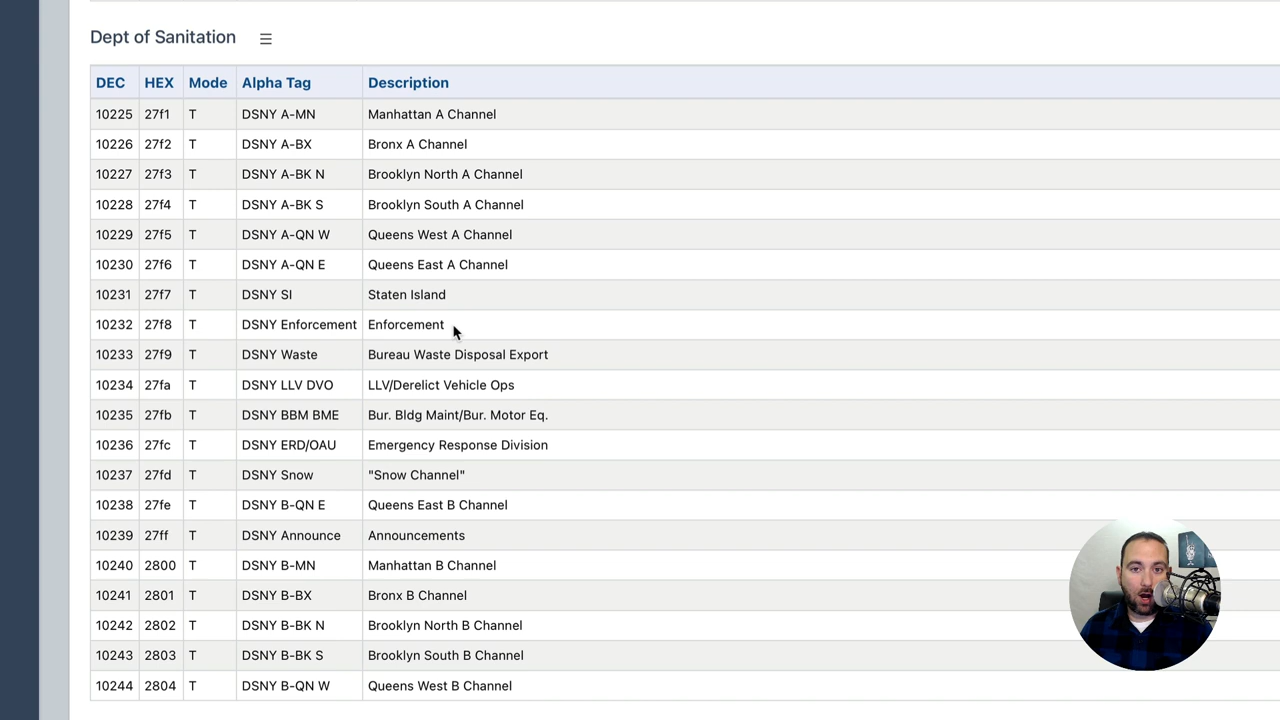 Dept of Sanitation
DEC HEX Mode Alpha Tag Description
10225 27f1 T DSNY A-MN Manhattan A Channel
10226 27f2 T DSNY A-BX Bronx A Channel
10227 27f3 T DSNY A-BK N Brooklyn North A Channel
10228 27f4 T DSNY A-BK S Brooklyn South A Channel
10229 27f5 T DSNY A-QN W Queens West A Channel
10230 27f6 T DSNY A-QN E Queens East A Channel
10231 27f7 T DSNY SI Staten Island
10232 27f8 T DSNY Enforcement Enforcement
10233 27f9 T DSNY Waste Bureau Waste Disposal Export
10234 27fa T DSNY LLV DVO LLV/Derelict Vehicle Ops
10235 27fb T DSNY BBM BME Bur. Bldg Maint/Bur. Motor Eq.
10236 27fc T DSNY ERD/OAU Emergency Response Division
10237 27fd T DSNY Snow "Snow Channel"
10238 27fe T DSNY B-QN E Queens East B Channel
10239 27ff T DSNY Announce Announcements
10240 2800 T DSNY B-MN Manhattan B Channel
10241 2801 T DSNY B-BX Bronx B Channel
10242 2802 T DSNY B-BK N Brooklyn North B Channel
10243 2803 T DSNY B-BK S Brooklyn South B Channel
10244 2804 T DSNY B-QN W Queens West B Channel